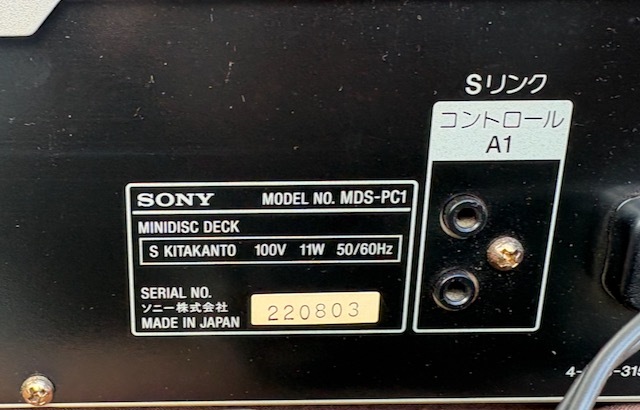 Sリンク
コントロール
A1
SONY MODEL NO. MDS-PC1
MINIDISC DECK
S KITAKANTO 100V 11W 50/60Hz
SERIAL NO.
ソニー株式会社
MADE IN JAPAN
220803